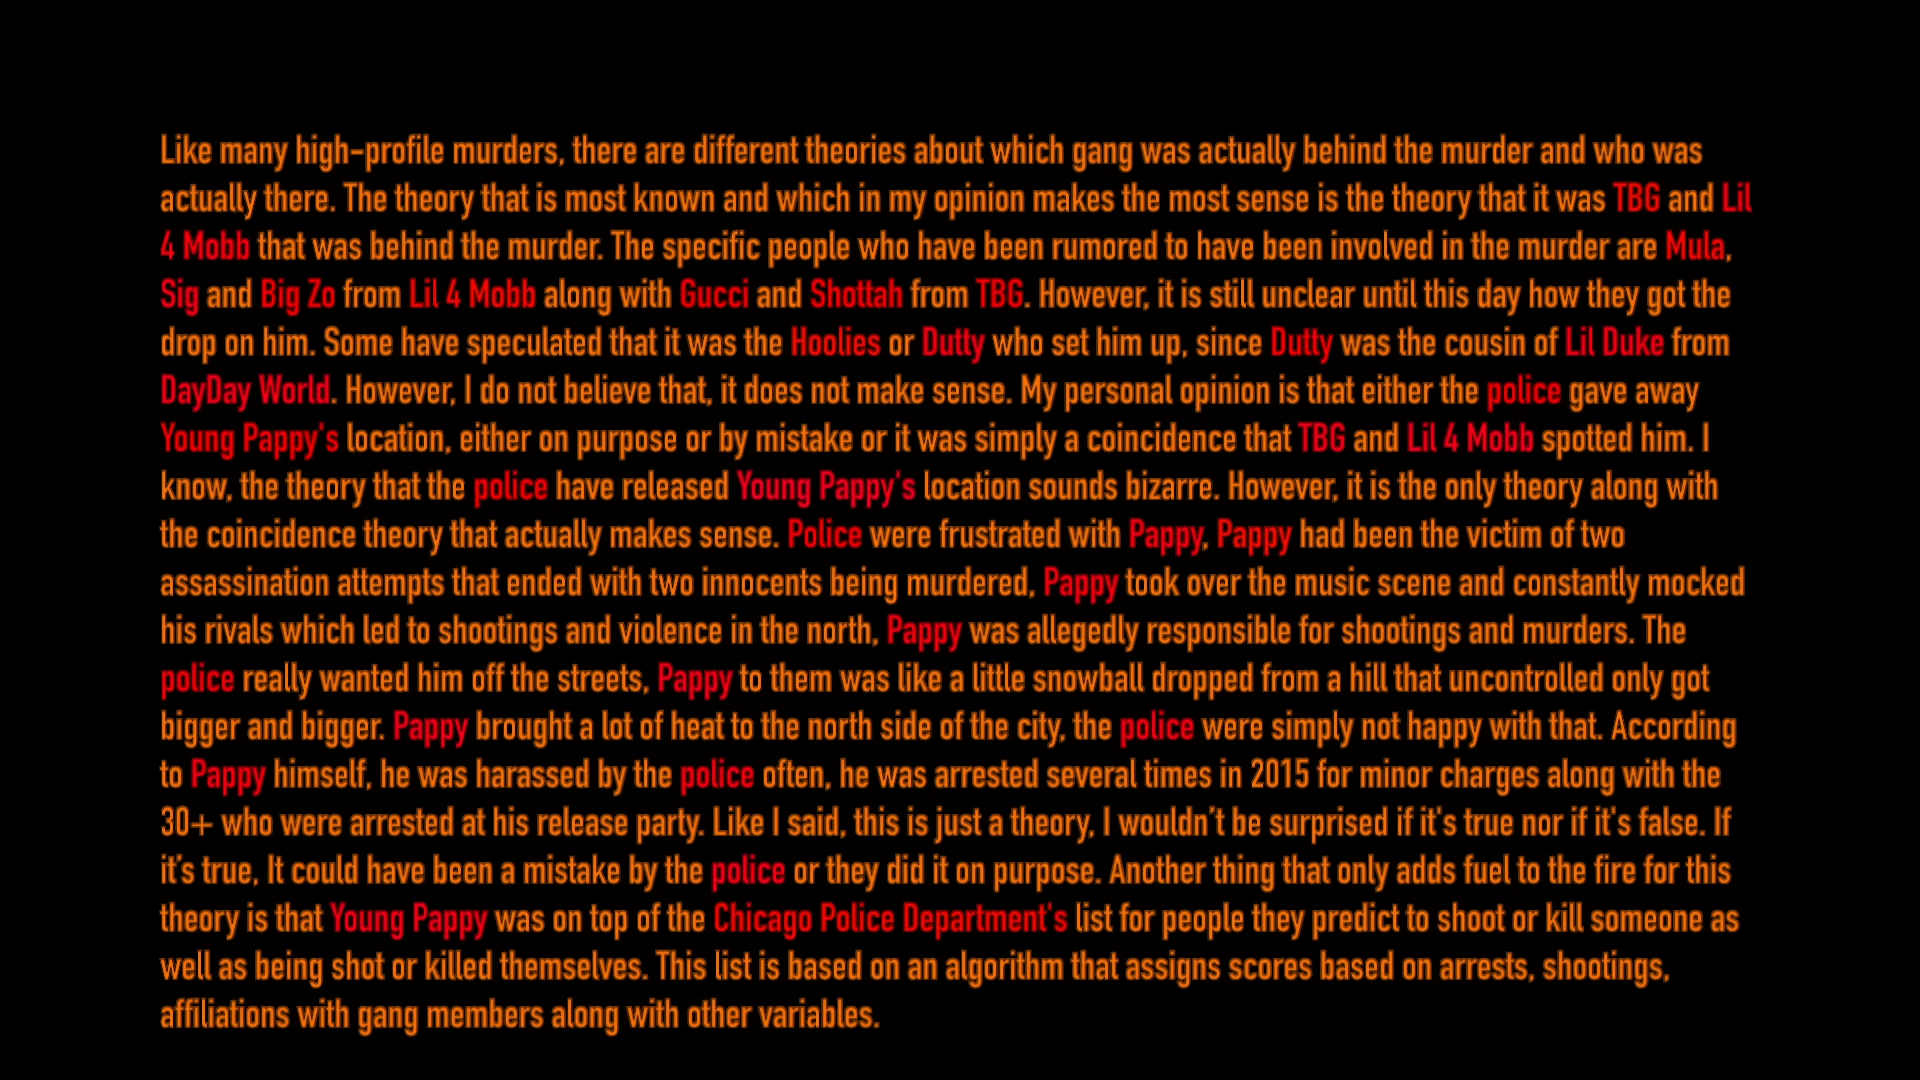 Like many high-profile murders, there are different theories about which gang was actually behind the murder and who was
actually there. The theory that is most known and which in my opinion makes the most sense is the theory that it was TBG and Lil
4 Mobb that was behind the murder. The specific people who have been rumored to have been involved in the murder are Mula,
Sig and Big Zo from Lil 4 Mobb along with Gucci and Shottah from TBG. However, it is still unclear until this day how they got the
drop on him. Some have speculated that it was the Hoolies or Dutty who set him up, since Dutty was the cousin of Lil Duke from
DayDay World. However, I do not believe that, it does not make sense. My personal opinion is that either the police gave away
Young Pappy's location, either on purpose or by mistake or it was simply a coincidence that TBG and Lil 4 Mobb spotted him. I
know, the theory that the police have released Young Pappy's location sounds bizarre. However, it is the only theory along with
the coincidence theory that actually makes sense. Police were frustrated with Pappy, Pappy had been the victim of two
assassination attempts that ended with two innocents being murdered, Pappy took over the music scene and constantly mocked
his rivals which led to shootings and violence in the north, Pappy was allegedly responsible for shootings and murders. The
police really wanted him off the streets, Pappy to them was like a little snowball dropped from a hill that uncontrolled only got
bigger and bigger. Pappy brought a lot of heat to the north side of the city, the police were simply not happy with that. According
to Pappy himself, he was harassed by the police often, he was arrested several times in 2015 for minor charges along with the
30+ who were arrested at his release party. Like I said, this is just a theory, I wouldn't be surprised if it's true nor if it's false. If
it's true, It could have been a mistake by the police or they did it on purpose. Another thing that only adds fuel to the fire for this
theory is that Young Pappy was on top of the Chicago Police Department's list for people they predict to shoot or kill someone as
well as being shot or killed themselves. This list is based on an algorithm that assigns scores based on arrests, shootings,
affiliations with gang members along with other variables.